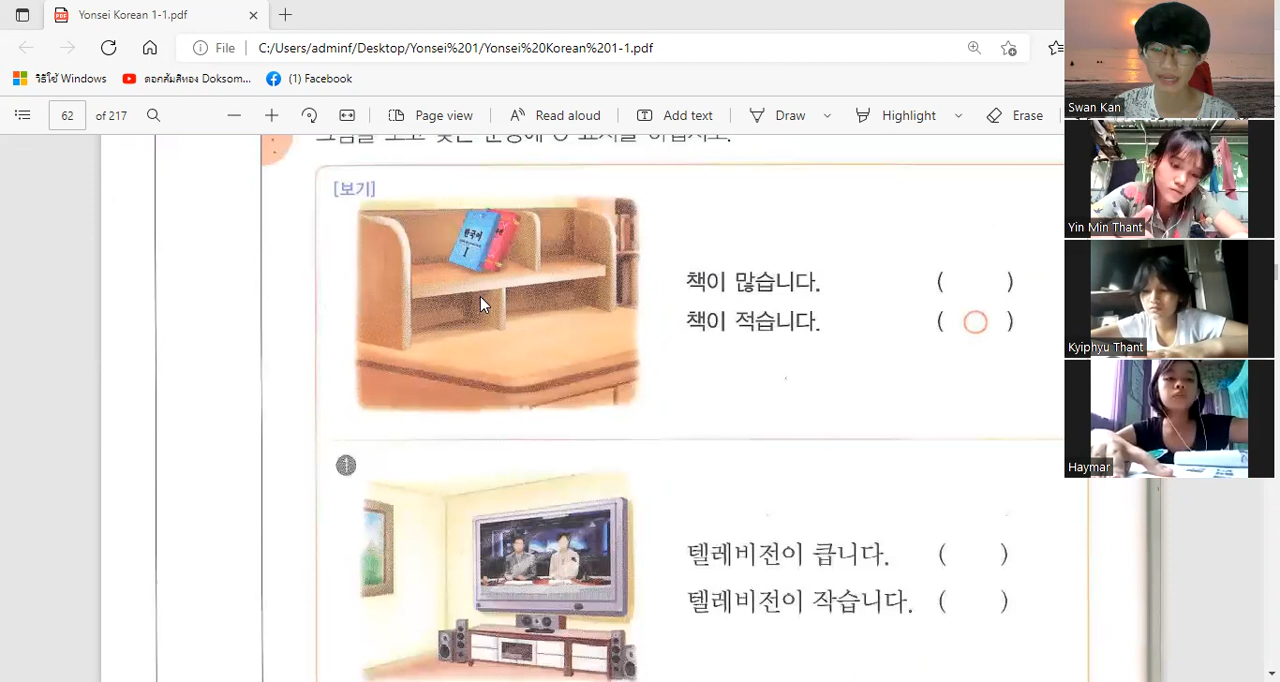 Yonsei Korean 1-1.pdf
File C:/Users/adminf/Desktop/Yonsei%201/Yonsei%20Korean%201-1.pdf
วิธีใช้ Windows
ดอกส้มสีทอง Doksom...
(1) Facebook
62 of 217
Page view
Read aloud
Add text
Draw
Highlight
Erase
Swan Kan
Yin Min Thant
Kyiphyu Thant
Haymar
[보기]
한국어
책이 많습니다. ( )
책이 적습니다. ( ○ )
①
텔레비전이 큽니다. ( )
텔레비전이 작습니다. ( )